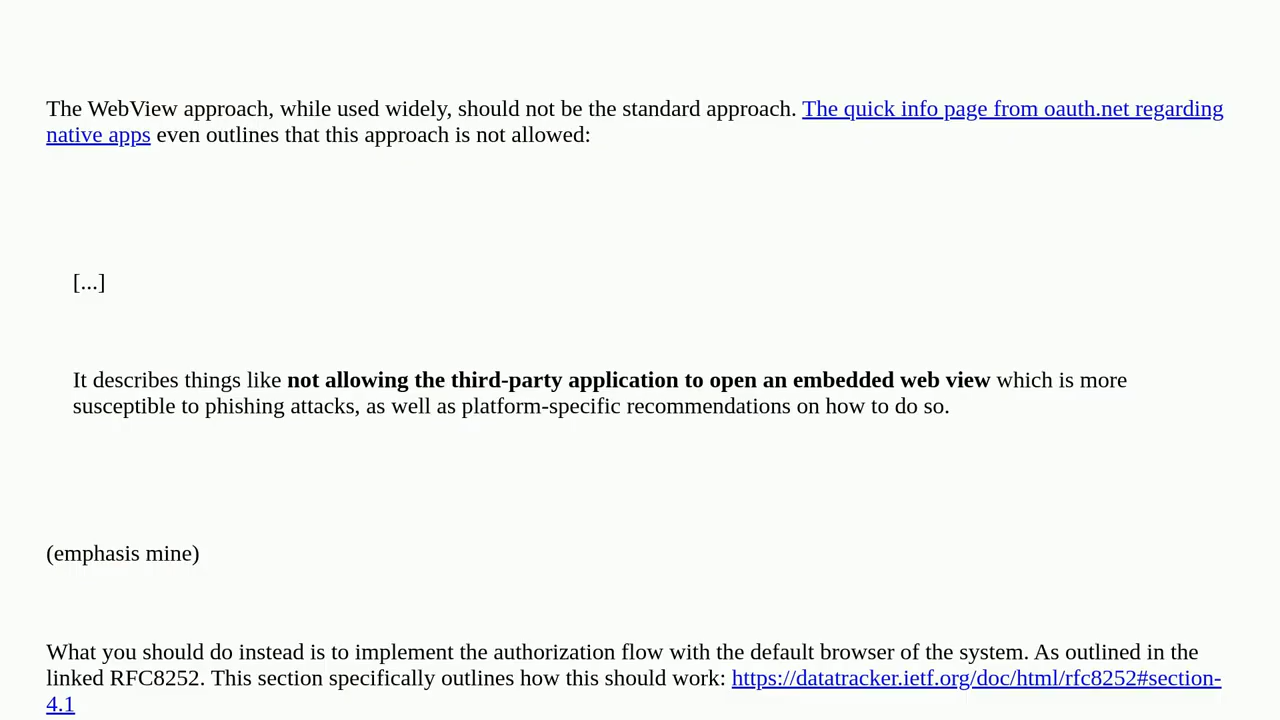 The WebView approach, while used widely, should not be the standard approach. The quick info page from oauth.net regarding
native apps even outlines that this approach is not allowed:
[...]
It describes things like not allowing the third-party application to open an embedded web view which is more
susceptible to phishing attacks, as well as platform-specific recommendations on how to do so.
(emphasis mine)
What you should do instead is to implement the authorization flow with the default browser of the system. As outlined in the
linked RFC8252. This section specifically outlines how this should work: https://datatracker.ietf.org/doc/html/rfc8252#section-
4.1